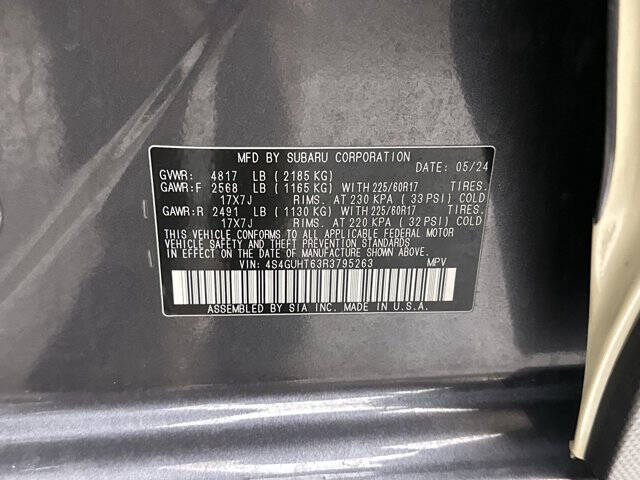 MFD BY SUBARU CORPORATION
GVWR: 4817 LB (2185 KG) DATE: 05/24
GAWR:F 2568 LB (1165 KG) WITH 225/60R17 TIRES.
17X7J RIMS. AT 230 KPA (33 PSI) COLD
GAWR:R 2491 LB (1130 KG) WITH 225/60R17 TIRES.
17X7J RIMS. AT 220 KPA (32 PSI) COLD
THIS VEHICLE CONFORMS TO ALL APPLICABLE FEDERAL MOTOR
VEHICLE SAFETY AND THEFT PREVENTION STANDARDS
IN EFFECT ON THE DATE OF MANUFACTURE SHOWN ABOVE.
VIN: 4S4GUHT63R3795263 MPV
ASSEMBLED BY SIA INC. MADE IN U.S.A.